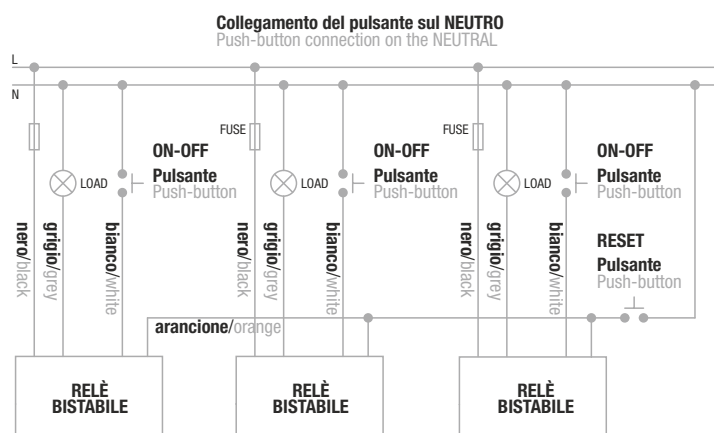 Collegamento del pulsante sul NEUTRO
Push-button connection on the NEUTRAL
L
N
FUSE
FUSE
ON-OFF
Pulsante
Push-button
ON-OFF
Pulsante
Push-button
ON-OFF
Pulsante
Push-button
LOAD
LOAD
LOAD
nero/black
grigio/grey
bianco/white
nero/black
grigio/grey
bianco/white
nero/black
grigio/grey
bianco/white
RESET
Pulsante
Push-button
arancione/orange
RELÈ
BISTABILE
RELÈ
BISTABILE
RELÈ
BISTABILE